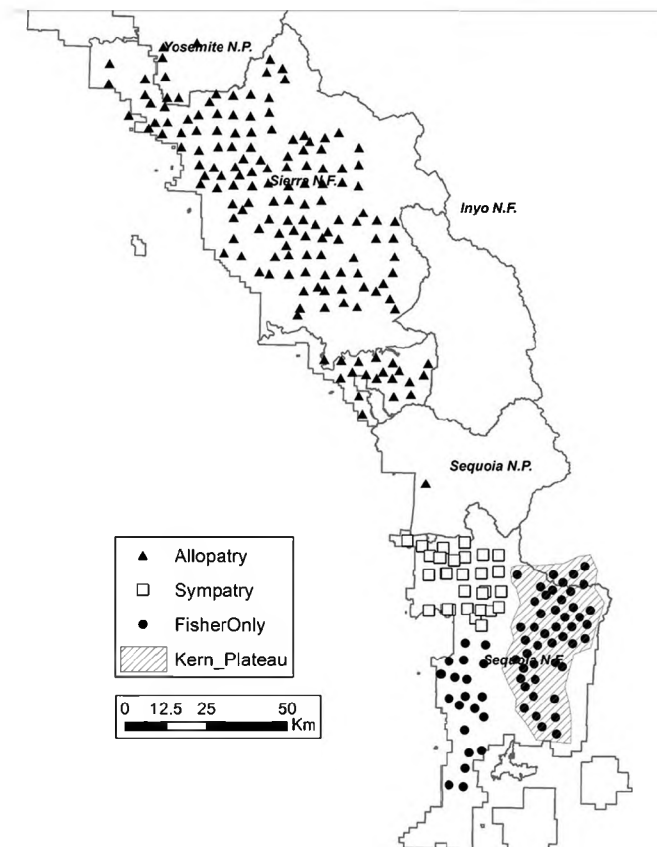 Yosemite N.P.
Sierra N.F.
Inyo N.F.
Sequoia N.P.
Allopatry
Sympatry
FisherOnly
Kern_Plateau
Sequoia N.F.
0 12.5 25 50
Km